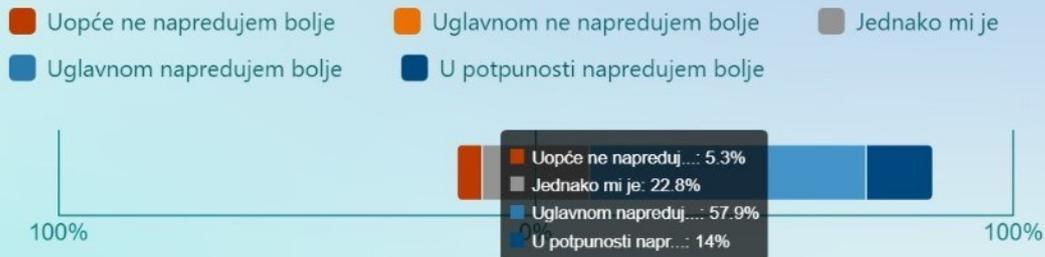 Uopće ne napredujem bolje Uglavnom ne napredujem bolje Jednako mi je
Uglavnom napredujem bolje U potpunosti napredujem bolje
Uopće ne napreduj...: 5.3%
Jednako mi je: 22.8%
Uglavnom napreduj...: 57.9%
U potpunosti napr...: 14%
100% 0% 100%